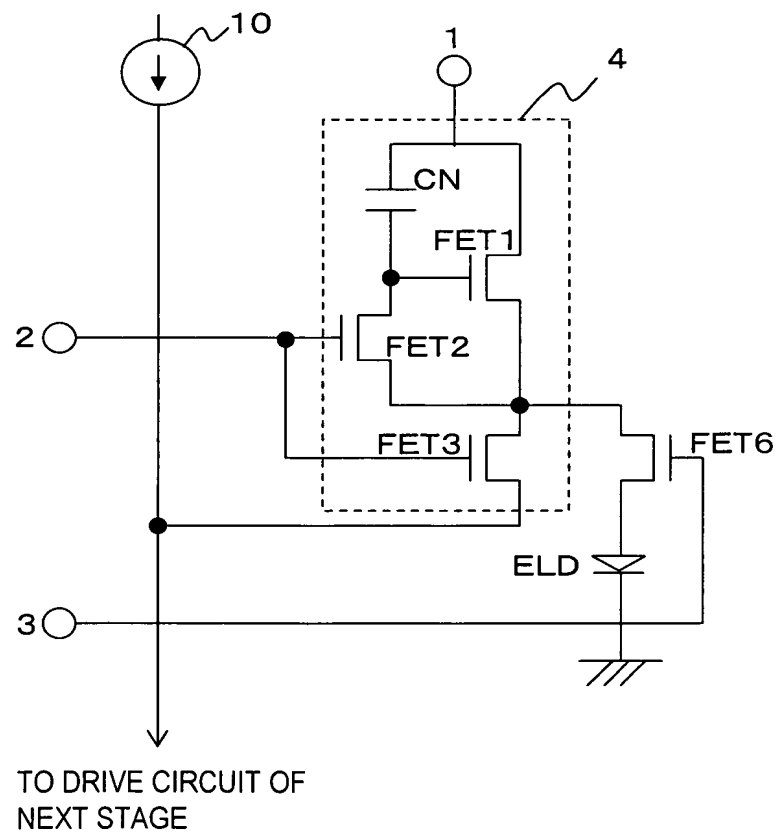 10
1
4
CN
FET1
2
FET2
FET3
FET6
ELD
3
TO DRIVE CIRCUIT OF
NEXT STAGE